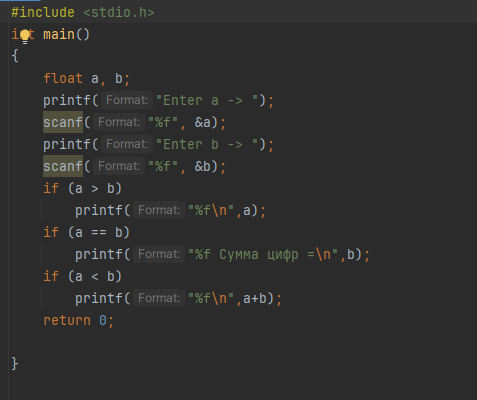 #include <stdio.h>
int main()
{
float a, b;
printf( Format: "Enter a -> ");
scanf( Format: "%f", &a);
printf( Format: "Enter b -> ");
scanf( Format: "%f", &b);
if (a > b)
printf( Format: "%f\n",a);
if (a == b)
printf( Format: "%f Сумма цифр =\n",b);
if (a < b)
printf( Format: "%f\n",a+b);
return 0;
}